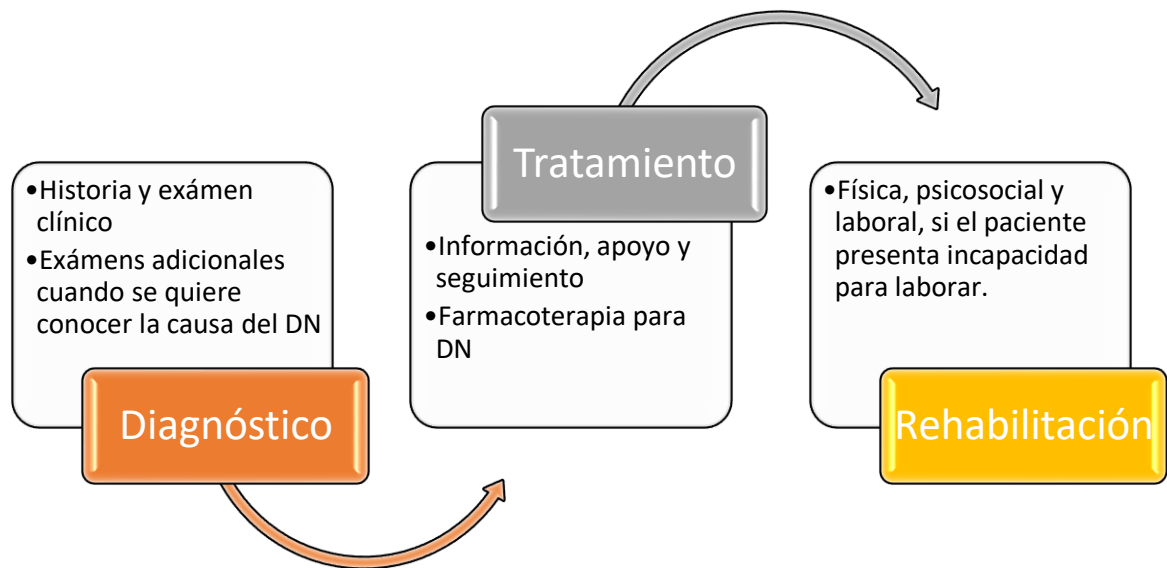 •Historia y exámen
clínico
•Exámens adicionales
cuando se quiere
conocer la causa del DN
Diagnóstico
Tratamiento
•Información, apoyo y
seguimiento
•Farmacoterapia para
DN
•Física, psicosocial y
laboral, si el paciente
presenta incapacidad
para laborar.
Rehabilitación